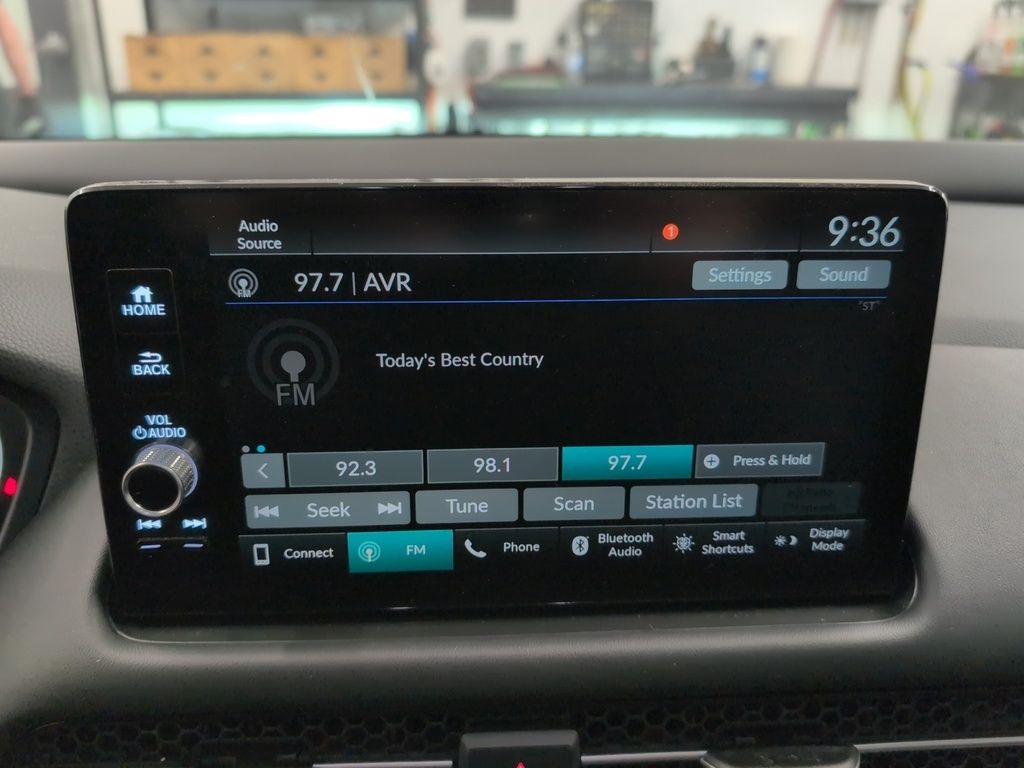 Audio
Source
1
9:36
FM
97.7 | AVR
Settings
Sound
"ST"
HOME
BACK
VOL
AUDIO
FM
Today's Best Country
92.3
98.1
97.7
Press & Hold
Seek
Tune
Scan
Station List
Connect
FM
Phone
Bluetooth
Audio
Smart
Shortcuts
Display
Mode